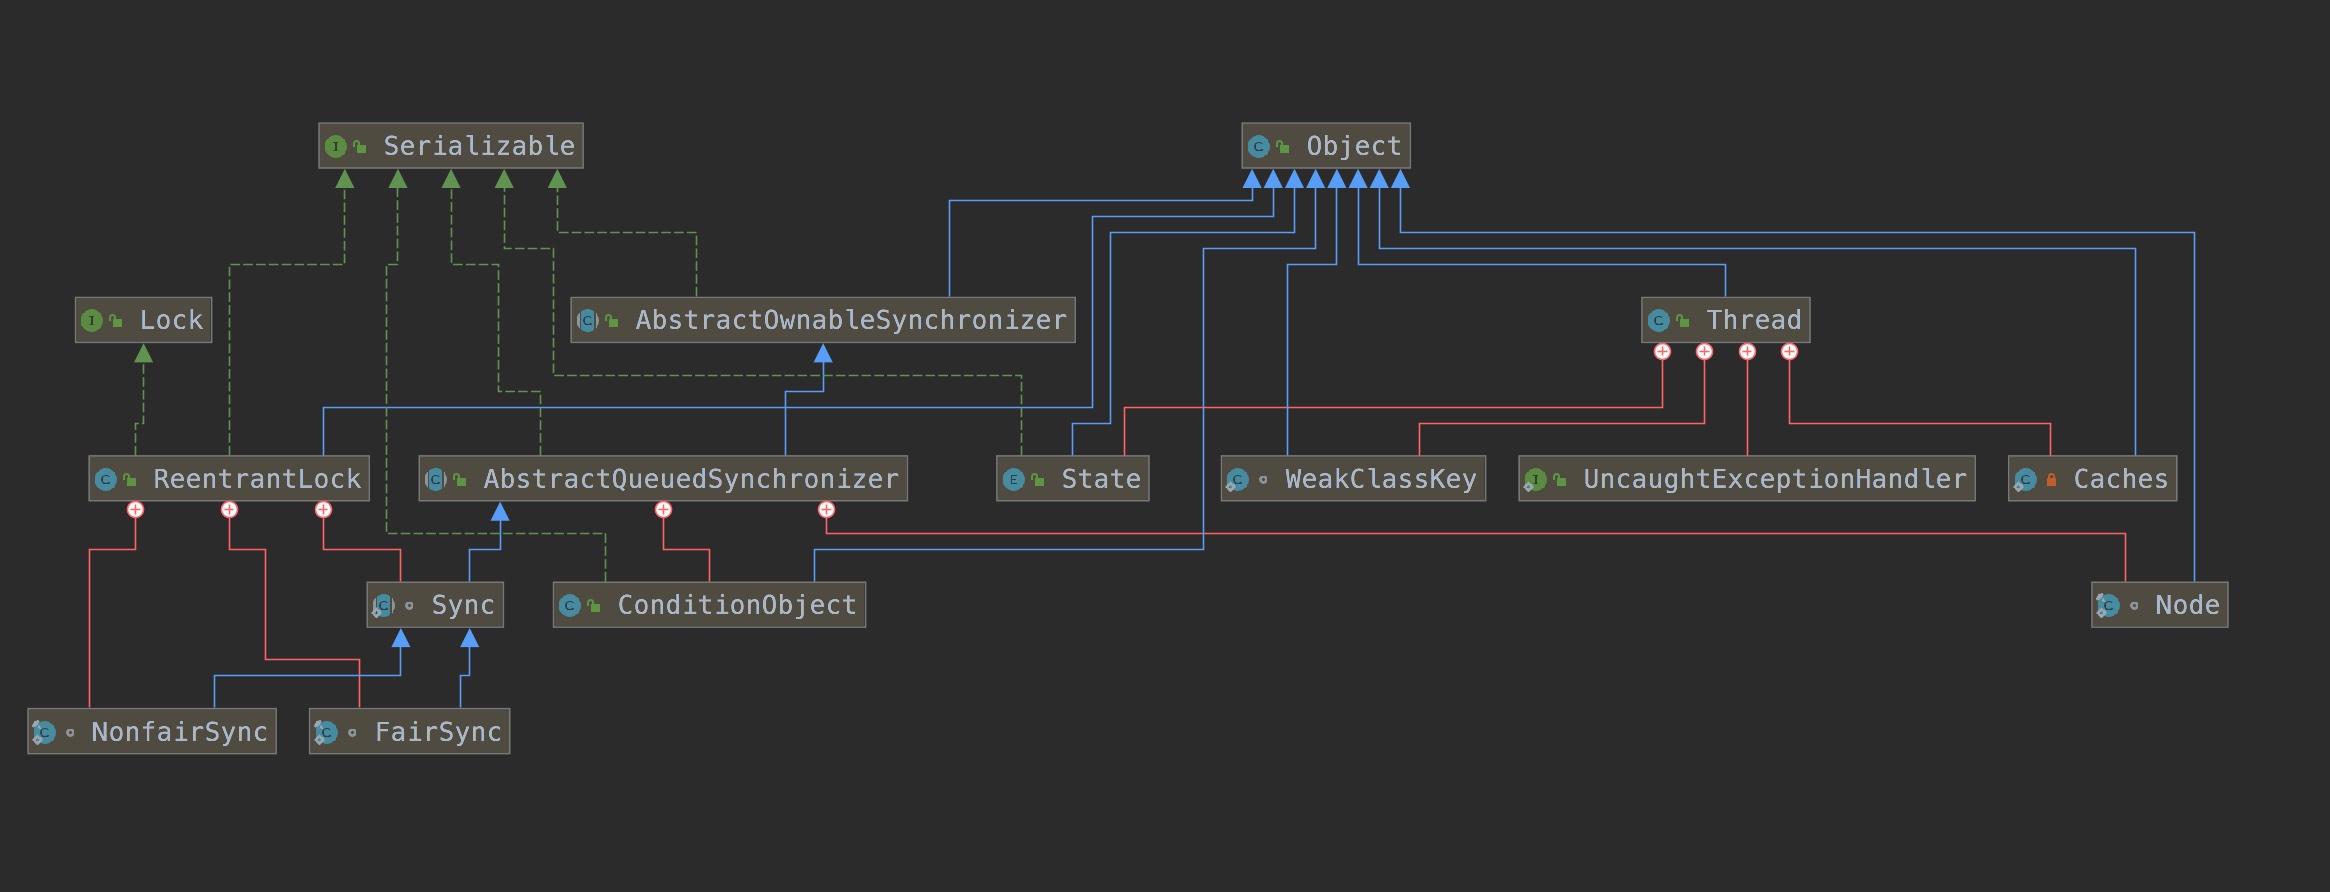 I Serializable
C Object
I Lock
C AbstractOwnableSynchronizer
C Thread
C ReentrantLock
C AbstractQueuedSynchronizer
E State
C WeakClassKey
I UncaughtExceptionHandler
C Caches
C Sync
C ConditionObject
C Node
C NonfairSync
C FairSync